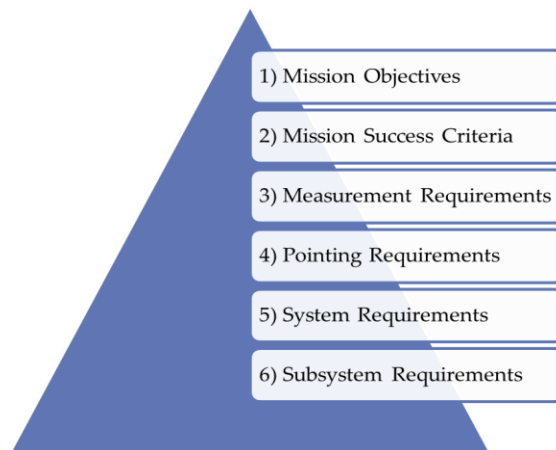 1) Mission Objectives
2) Mission Success Criteria
3) Measurement Requirements
4) Pointing Requirements
5) System Requirements
6) Subsystem Requirements